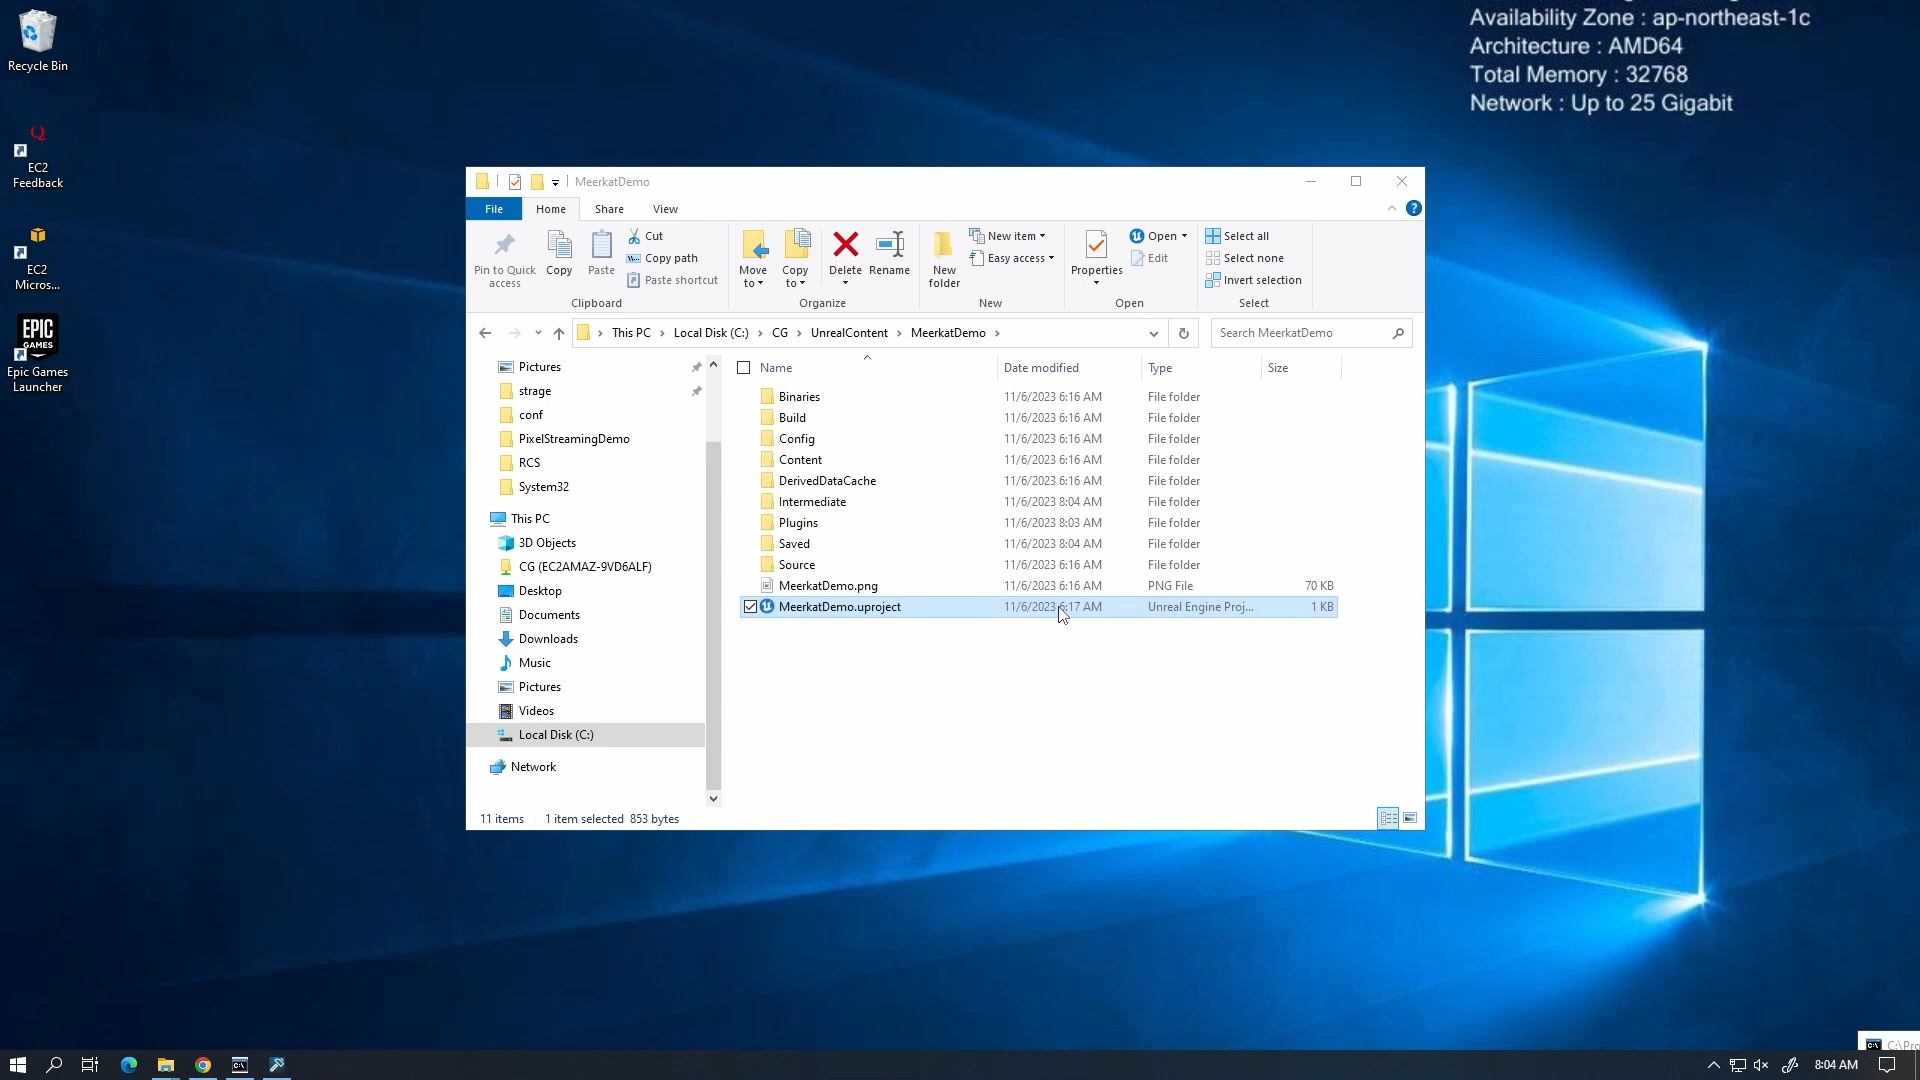 Availability Zone : ap-northeast-1c
Architecture : AMD64
Total Memory : 32768
Network : Up to 25 Gigabit
Recycle Bin
EC2
Feedback
EC2
Micros...
EPIC
GAMES
Epic Games
Launcher
MeerkatDemo
File Home Share View
Pin to Quick
access
Copy
Paste
Cut
Copy path
Paste shortcut
Clipboard
Move
to
Copy
to
Delete
Rename
Organize
New
folder
New item
Easy access
New
Properties
Open
Edit
Open
Select all
Select none
Invert selection
Select
This PC > Local Disk (C:) > CG > UnrealContent > MeerkatDemo >
Search MeerkatDemo
Pictures
strage
conf
PixelStreamingDemo
RCS
System32
This PC
3D Objects
CG (EC2AMAZ-9VD6ALF)
Desktop
Documents
Downloads
Music
Pictures
Videos
Local Disk (C:)
Network
Name Date modified Type Size
Binaries 11/6/2023 6:16 AM File folder
Build 11/6/2023 6:16 AM File folder
Config 11/6/2023 6:16 AM File folder
Content 11/6/2023 6:16 AM File folder
DerivedDataCache 11/6/2023 6:16 AM File folder
Intermediate 11/6/2023 8:04 AM File folder
Plugins 11/6/2023 8:03 AM File folder
Saved 11/6/2023 8:04 AM File folder
Source 11/6/2023 6:16 AM File folder
MeerkatDemo.png 11/6/2023 6:16 AM PNG File 70 KB
MeerkatDemo.uproject 11/6/2023 6:17 AM Unreal Engine Proj... 1 KB
11 items 1 item selected 853 bytes
C:\Pro
8:04 AM